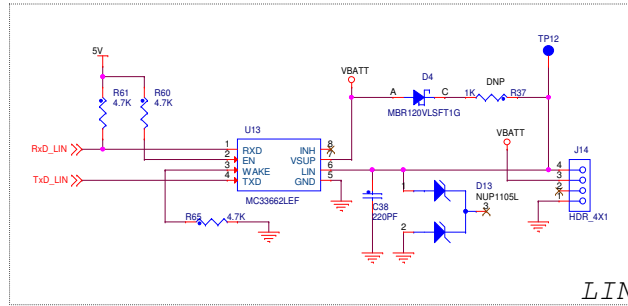 TP12
5V
VBATT
D4
DNP
A
C
1K
R37
MBR120VLSFT1G
R61
4.7K
R60
4.7K
U13
VBATT
J14
RxD_LIN
TxD_LIN
1
2
3
4
RXD
EN
WAKE
TXD
INH
VSUP
LIN
GND
8
7
6
5
MC33662LEF
4
3
2
1
HDR_4X1
D13
NUP1105L
1
2
3
C38
220PF
R65
4.7K
LIN